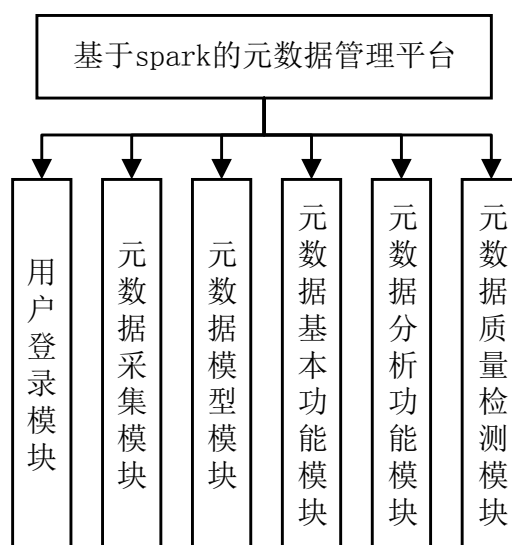 基于spark的元数据管理平台
用户登录模块
元数据采集模块
元数据模型模块
元数据基本功能模块
元数据分析功能模块
元数据质量检测模块